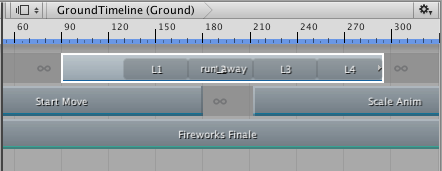 GroundTimeline (Ground)
60 90 120 150 180 210 240 270 300
L1 L2 run_away L3 L4
Start Move Scale Anim
Fireworks Finale